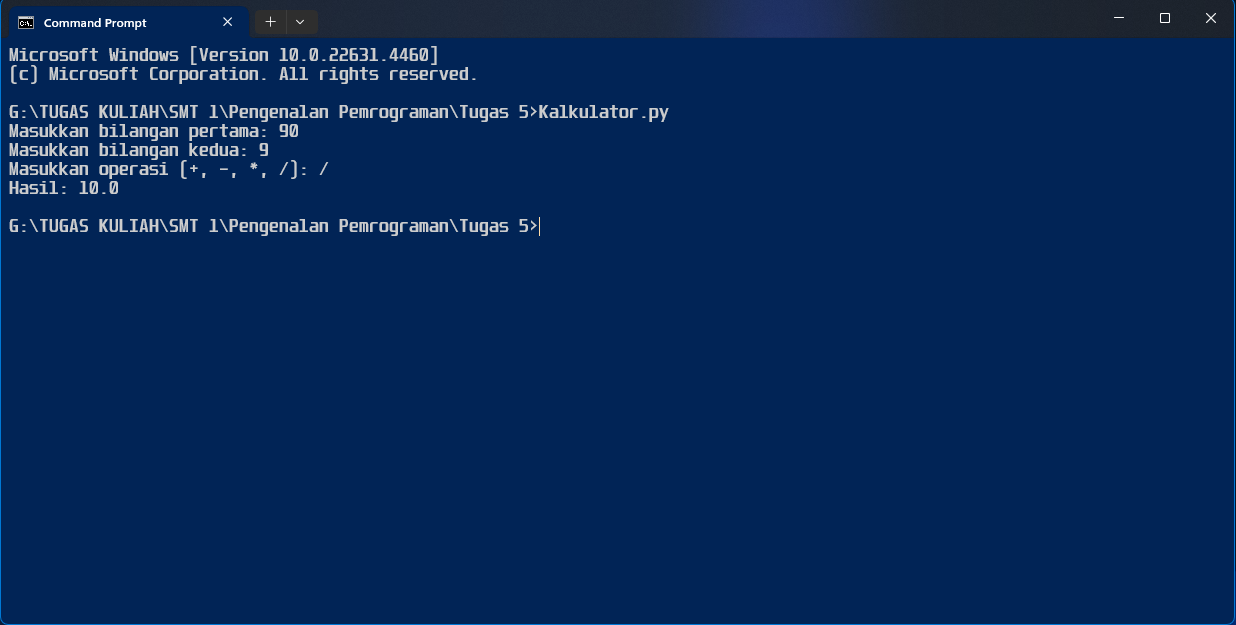 Command Prompt
Microsoft Windows [Version 10.0.22631.4460]
(c) Microsoft Corporation. All rights reserved.
G:\TUGAS KULIAH\SMT 1\Pengenalan Pemrograman\Tugas 5>Kalkulator.py
Masukkan bilangan pertama: 90
Masukkan bilangan kedua: 9
Masukkan operasi (+, -, *, /): /
Hasil: 10.0
G:\TUGAS KULIAH\SMT 1\Pengenalan Pemrograman\Tugas 5>